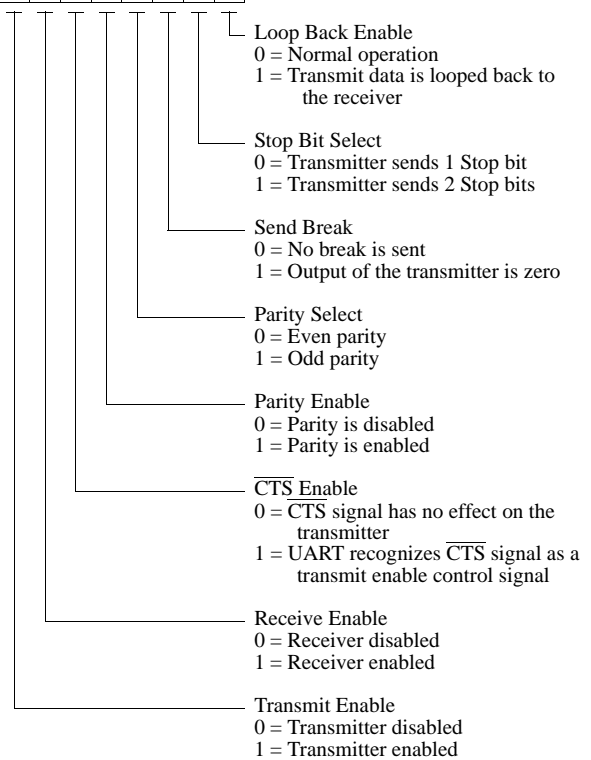 Loop Back Enable
0 = Normal operation
1 = Transmit data is looped back to
the receiver
Stop Bit Select
0 = Transmitter sends 1 Stop bit
1 = Transmitter sends 2 Stop bits
Send Break
0 = No break is sent
1 = Output of the transmitter is zero
Parity Select
0 = Even parity
1 = Odd parity
Parity Enable
0 = Parity is disabled
1 = Parity is enabled
C̅T̅S̅ Enable
0 = C̅T̅S̅ signal has no effect on the
transmitter
1 = UART recognizes C̅T̅S̅ signal as a
transmit enable control signal
Receive Enable
0 = Receiver disabled
1 = Receiver enabled
Transmit Enable
0 = Transmitter disabled
1 = Transmitter enabled